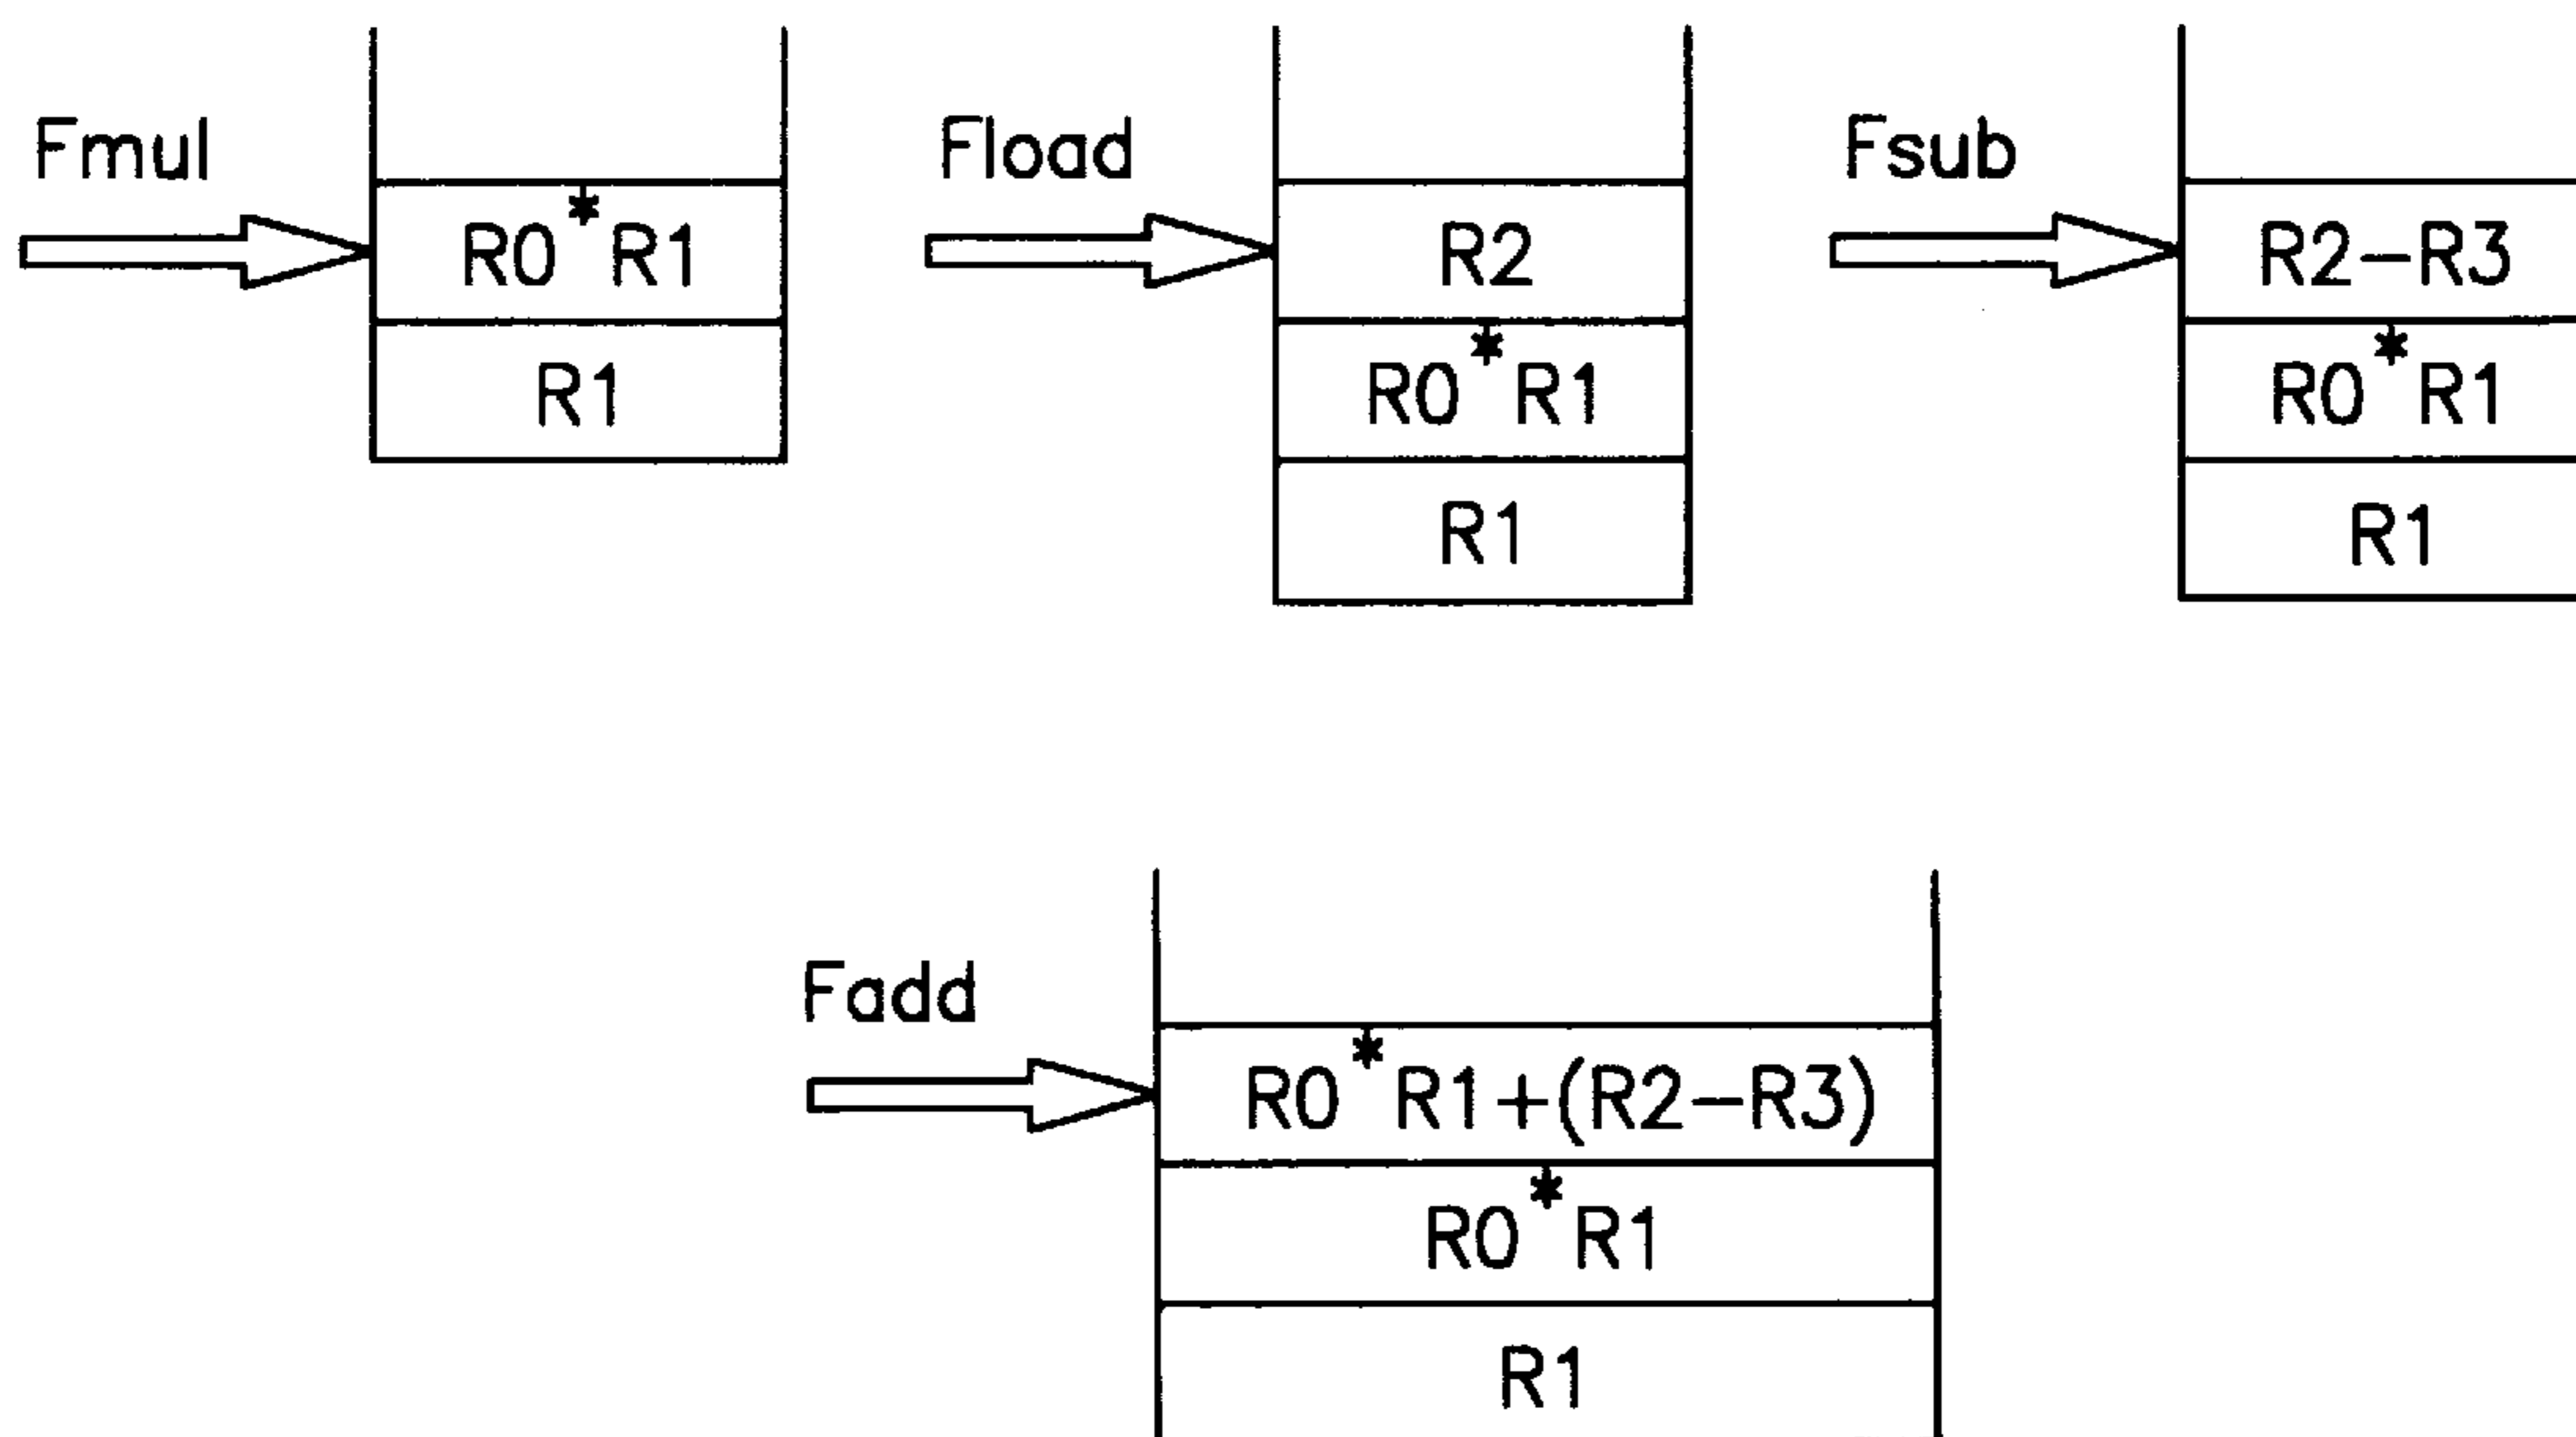 Fmul
R0*R1
R1
Fload
R2
R0*R1
R1
Fsub
R2-R3
R0*R1
R1
Fadd
R0*R1+(R2-R3)
R0*R1
R1